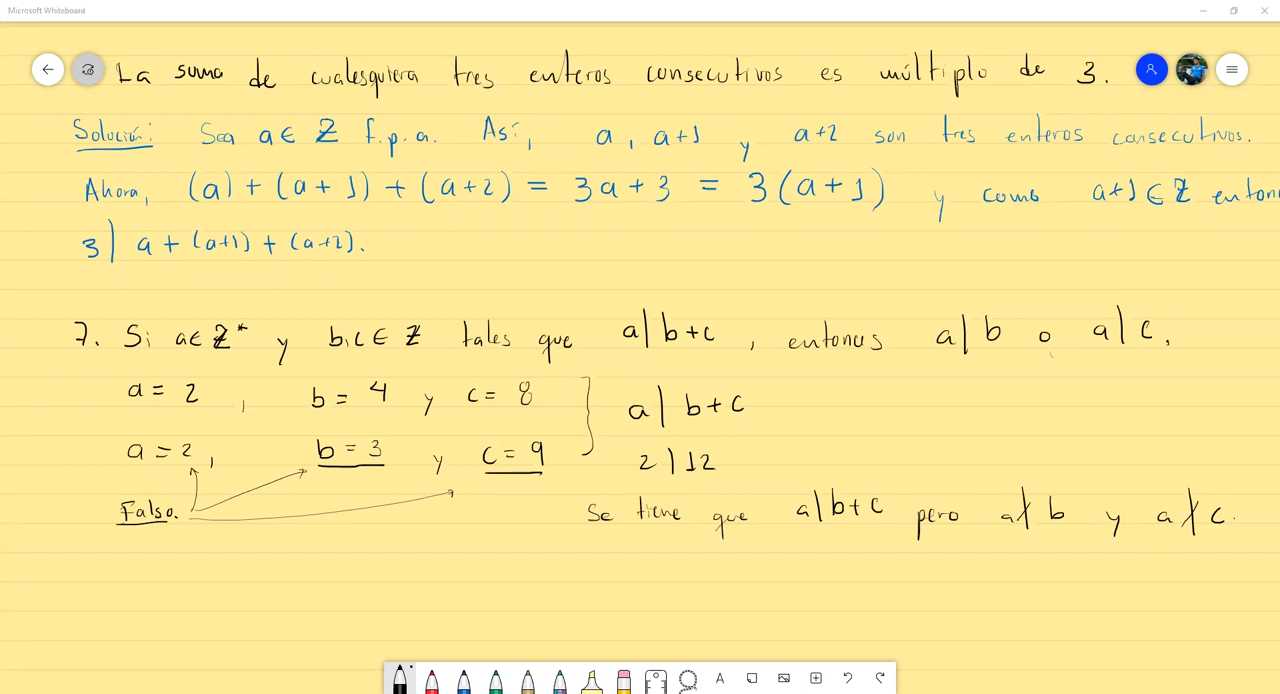 Microsoft Whiteboard
La suma de cualesquiera tres enteros consecutivos es múltiplo de 3.
Solución: Sea a ∈ ℤ f.p.a. Así, a, a+1 y a+2 son tres enteros consecutivos.
Ahora, (a) + (a+1) + (a+2) = 3a+3 = 3(a+1) y como a+1 ∈ ℤ enton
3 | a + (a+1) + (a+2).
7. Si a ∈ ℤ* y b,c ∈ ℤ tales que a | b+c, entonces a | b o a | c.
a = 2, b = 4 y c = 8 } a | b+c
a = 2, b = 3 y c = 9 2 | 12
Falso. Se tiene que a | b+c pero a ∤ b y a ∤ c.
A